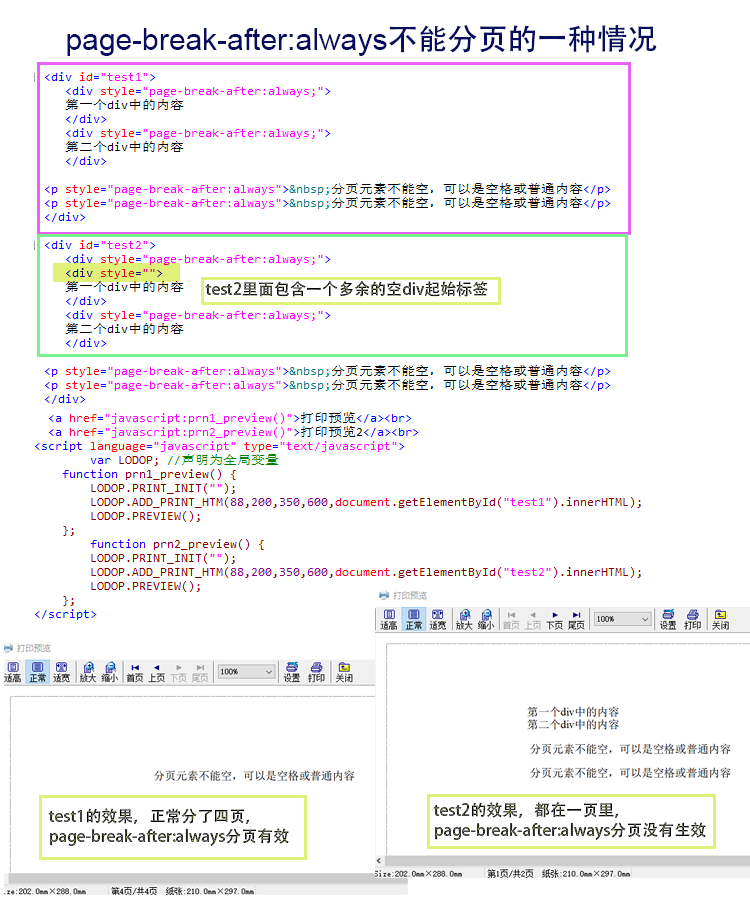 page-break-after:always不能分页的一种情况
<div id="test1">
<div style="page-break-after:always;">
第一个div中的内容
</div>
<div style="page-break-after:always;">
第二个div中的内容
</div>
<p style="page-break-after:always">&nbsp;分页元素不能空，可以是空格或普通内容</p>
<p style="page-break-after:always">&nbsp;分页元素不能空，可以是空格或普通内容</p>
</div>
<div id="test2">
<div style="page-break-after:always;">
<div style="">
第一个div中的内容
</div>
<div style="page-break-after:always;">
第二个div中的内容
</div>
test2里面包含一个多余的空div起始标签
<p style="page-break-after:always">&nbsp;分页元素不能空，可以是空格或普通内容</p>
<p style="page-break-after:always">&nbsp;分页元素不能空，可以是空格或普通内容</p>
</div>
<a href="javascript:prn1_preview()">打印预览</a><br>
<a href="javascript:prn2_preview()">打印预览2</a><br>
<script language="javascript" type="text/javascript">
var LODOP; //声明为全局变量
function prn1_preview() {
LODOP.PRINT_INIT("");
LODOP.ADD_PRINT_HTM(88,200,350,600,document.getElementById("test1").innerHTML);
LODOP.PREVIEW();
};
function prn2_preview() {
LODOP.PRINT_INIT("");
LODOP.ADD_PRINT_HTM(88,200,350,600,document.getElementById("test2").innerHTML);
LODOP.PREVIEW();
};
</script>
打印预览
适高 正常 适宽 放大 缩小 首页 上页 下页 尾页 100% 设置 打印 关闭
分页元素不能空，可以是空格或普通内容
test1的效果，正常分了四页，
page-break-after:always分页有效
ze:202.0mm×288.0mm 第4页/共4页 纸张:210.0mm×297.0mm
打印预览
适高 正常 适宽 放大 缩小 首页 上页 下页 尾页 100% 设置 打印 关闭
第一个div中的内容
第二个div中的内容
分页元素不能空，可以是空格或普通内容
分页元素不能空，可以是空格或普通内容
test2的效果，都在一页里，
page-break-after:always分页没有生效
Size:202.0mm×288.0mm 第1页/共2页 纸张:210.0mm×297.0mm